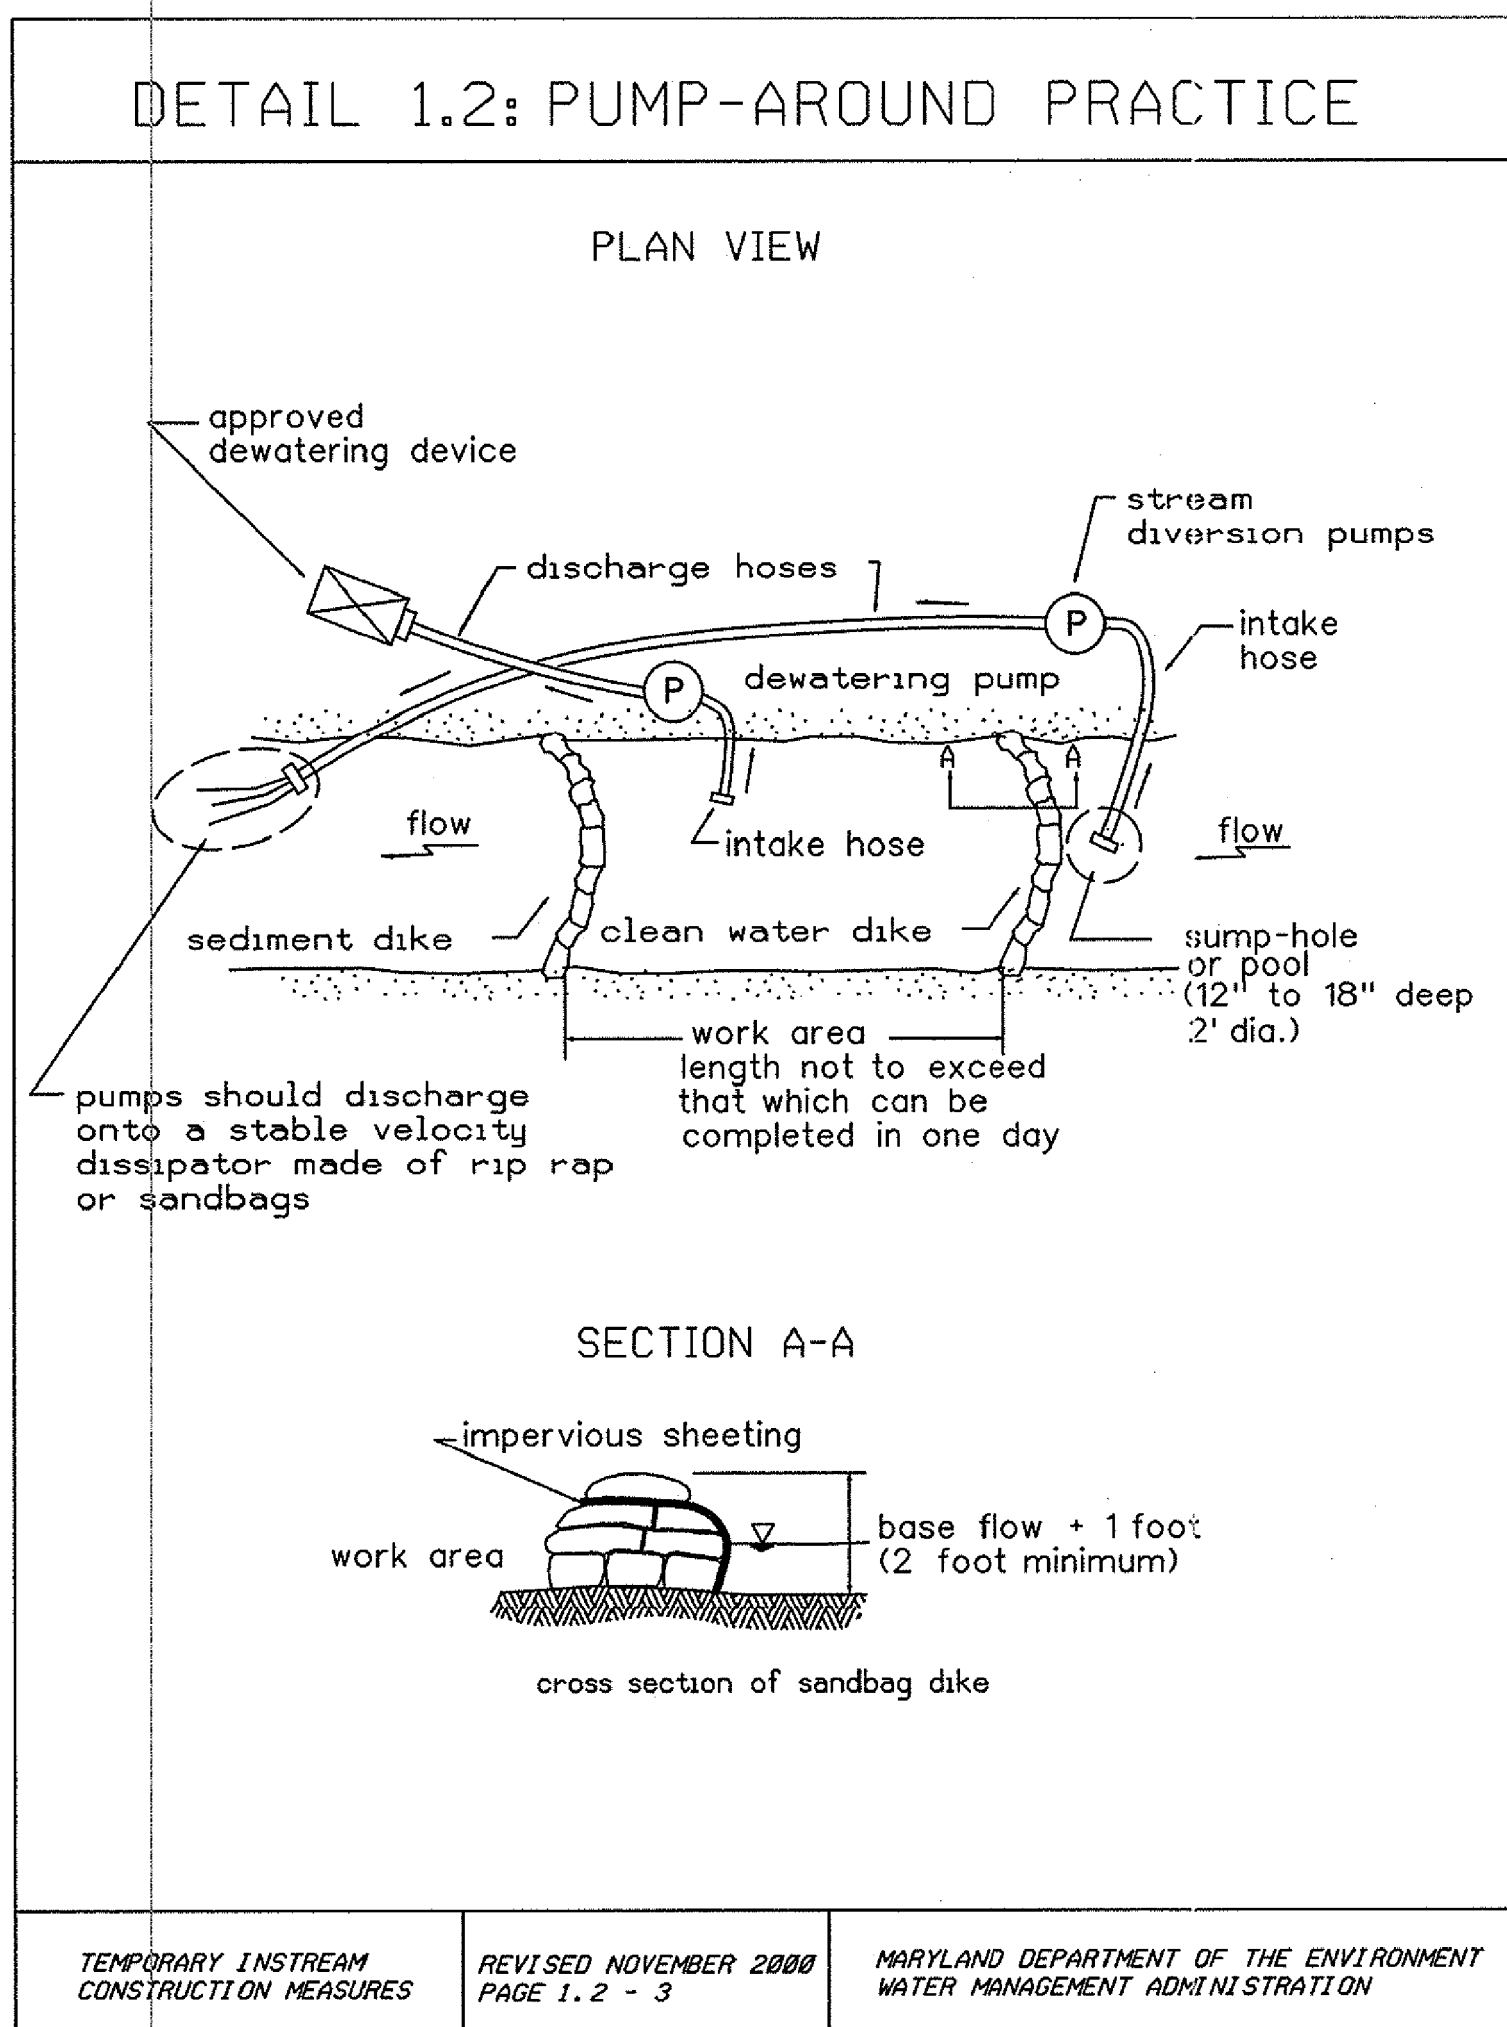 DETAIL 1.2: PUMP-AROUND PRACTICE
PLAN VIEW
approved
dewatering device
stream
diversion pumps
discharge hoses
P
intake
hose
P
dewatering pump
A
A
flow
intake hose
flow
sediment dike
clean water dike
sump-hole
or pool
(12" to 18" deep
2' dia.)
work area
length not to exceed
that which can be
completed in one day
pumps should discharge
onto a stable velocity
dissipator made of rip rap
or sandbags
SECTION A-A
impervious sheeting
work area
base flow + 1 foot
(2 foot minimum)
cross section of sandbag dike
TEMPORARY INSTREAM
CONSTRUCTION MEASURES
REVISED NOVEMBER 2000
PAGE 1.2 - 3
MARYLAND DEPARTMENT OF THE ENVIRONMENT
WATER MANAGEMENT ADMINISTRATION